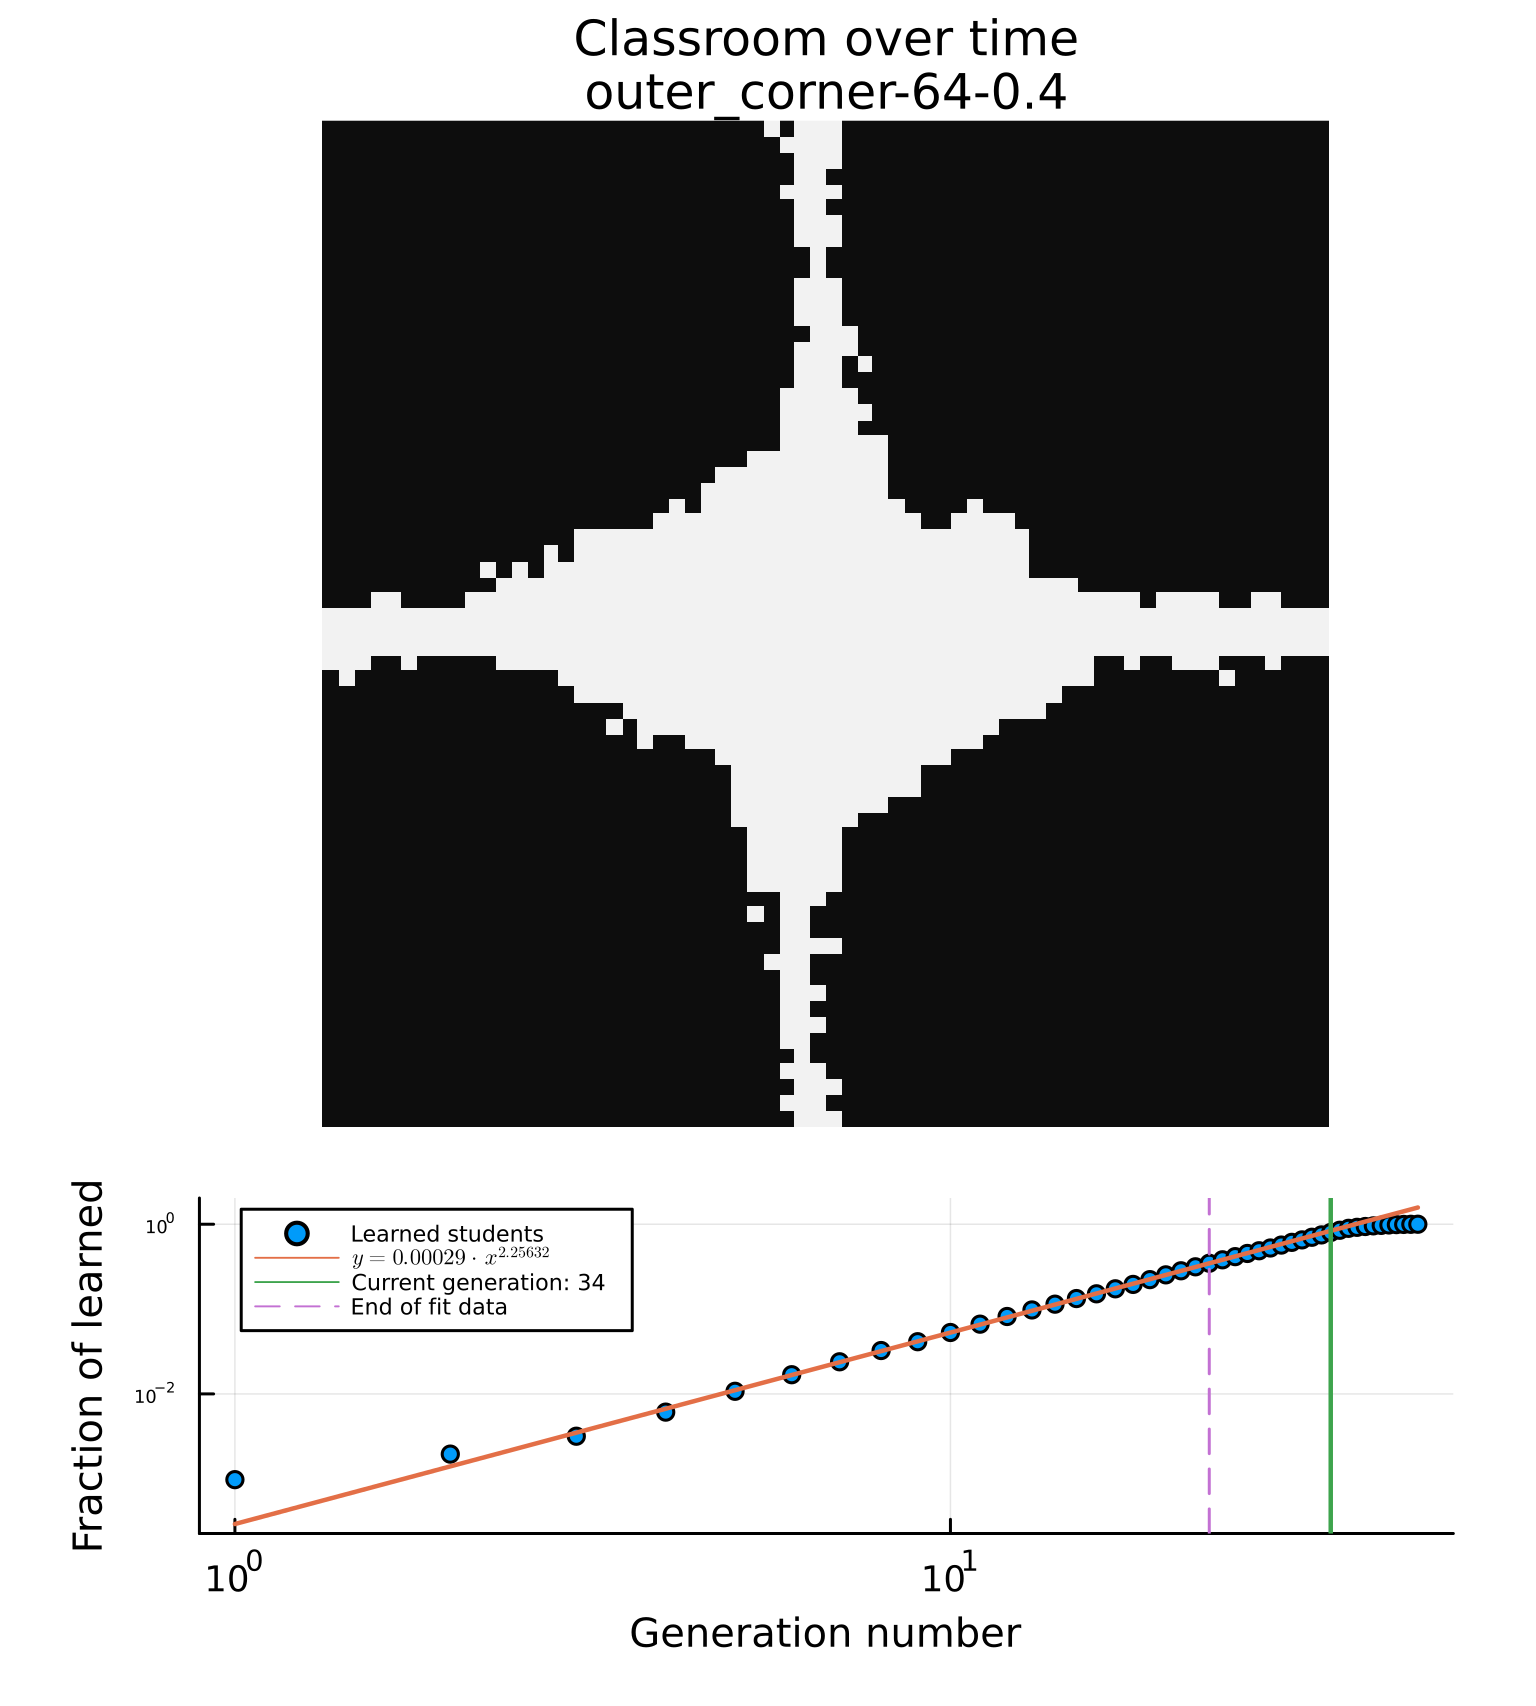 Classroom over time
outer_corner-64-0.4
Fraction of learned
10^0
10^−2
Learned students
y = 0.00029 · x^2.25632
Current generation: 34
End of fit data
10^0
10^1
Generation number